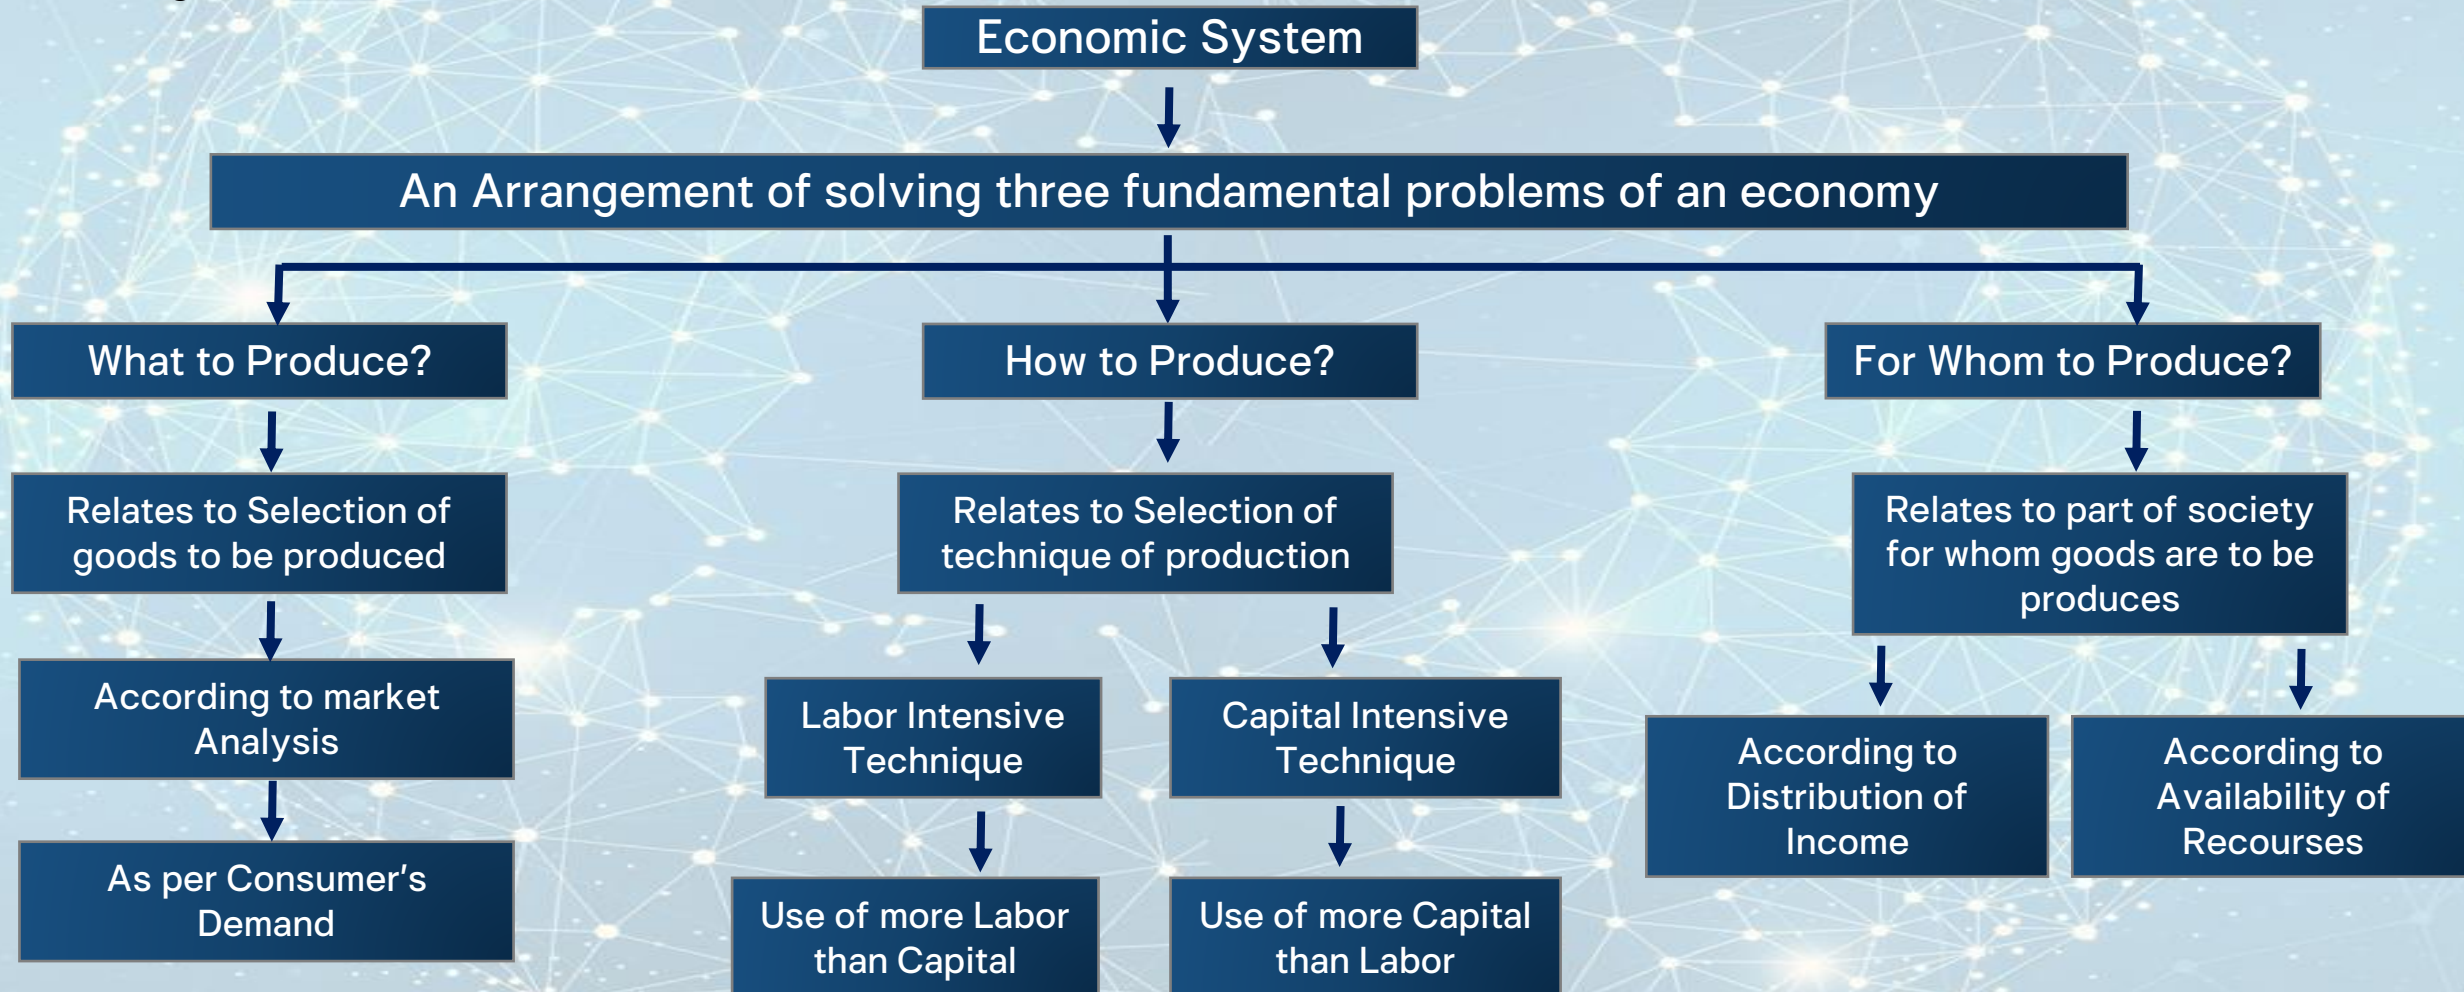 Economic System
An Arrangement of solving three fundamental problems of an economy
What to Produce?
How to Produce?
For Whom to Produce?
Relates to Selection of
goods to be produced
Relates to Selection of
technique of production
Relates to part of society
for whom goods are to be
produces
According to market
Analysis
Labor Intensive
Technique
Capital Intensive
Technique
According to
Distribution of
Income
According to
Availability of
Recourses
As per Consumer's
Demand
Use of more Labor
than Capital
Use of more Capital
than Labor